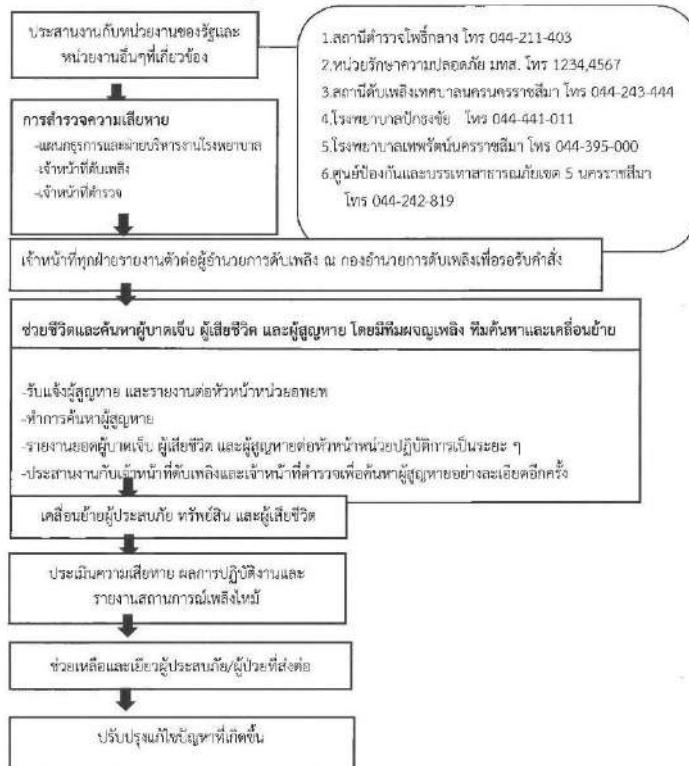 ประสานงานกับหน่วยงานของรัฐและ
หน่วยงานอื่นๆที่เกี่ยวข้อง
1.สถานีตำรวจโพธิ์กลาง โทร 044-211-403
2.หน่วยรักษาความปลอดภัย มทส. โทร 1234,4567
3.สถานีดับเพลิงเทศบาลนครนครราชสีมา โทร 044-243-444
4.โรงพยาบาลปักธงชัย โทร 044-441-011
5.โรงพยาบาลเทพรัตน์นครราชสีมา โทร 044-395-000
6.ศูนย์ป้องกันและบรรเทาสาธารณภัยเขต 5 นครราชสีมา
โทร 044-242-819
การสำรวจความเสียหาย
-แผนกธุรการและฝ่ายบริหารงานโรงพยาบาล
-เจ้าหน้าที่ดับเพลิง
-เจ้าหน้าที่ตำรวจ
เจ้าหน้าที่ทุกฝ่ายรายงานตัวต่อผู้อำนวยการดับเพลิง ณ กองอำนวยการดับเพลิงเพื่อรอรับคำสั่ง
ช่วยชีวิตและค้นหาผู้บาดเจ็บ ผู้เสียชีวิต และผู้สูญหาย โดยมีทีมผจญเพลิง ทีมค้นหาและเคลื่อนย้าย
-รับแจ้งผู้สูญหาย และรายงานต่อหัวหน้าหน่วยอพยพ
-ทำการค้นหาผู้สูญหาย
-รายงานยอดผู้บาดเจ็บ ผู้เสียชีวิต และผู้สูญหายต่อหัวหน้าหน่วยปฏิบัติการเป็นระยะ ๆ
-ประสานงานกับเจ้าหน้าที่ดับเพลิงและเจ้าหน้าที่ตำรวจเพื่อค้นหาผู้สูญหายอย่างละเอียดอีกครั้ง
เคลื่อนย้ายผู้ประสบภัย ทรัพย์สิน และผู้เสียชีวิต
ประเมินความเสียหาย ผลการปฏิบัติงานและ
รายงานสถานการณ์เพลิงไหม้
ช่วยเหลือและเยียวผู้ประสบภัย/ผู้ป่วยที่ส่งต่อ
ปรับปรุงแก้ไขปัญหาที่เกิดขึ้น